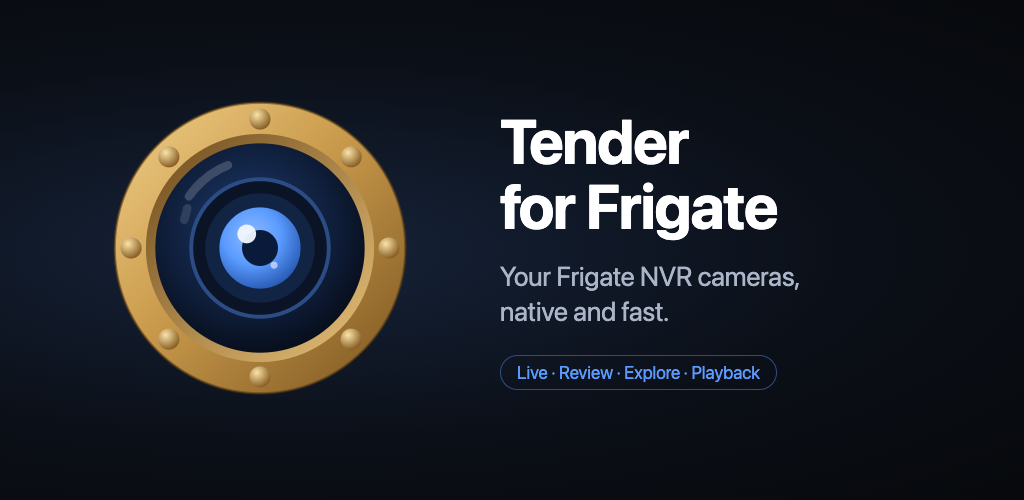 Tender
for Frigate
Your Frigate NVR cameras,
native and fast.
Live · Review · Explore · Playback